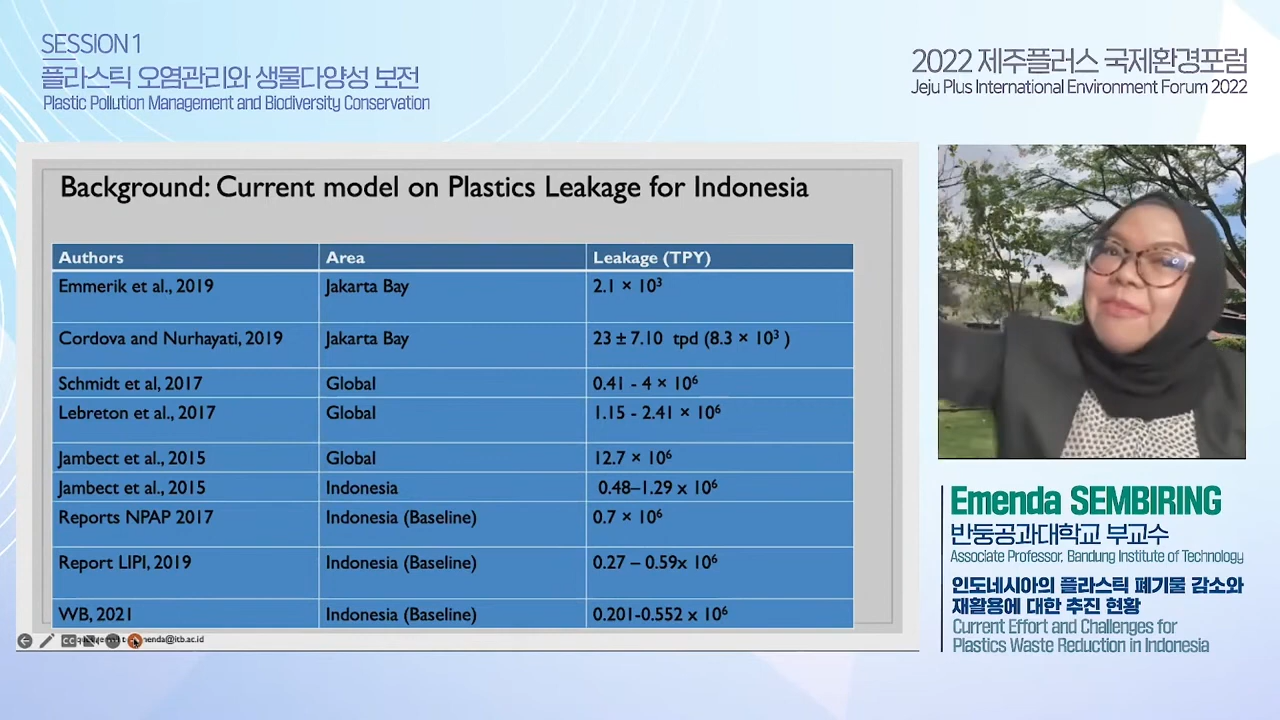 SESSION 1
플라스틱 오염관리와 생물다양성 보전
Plastic Pollution Management and Biodiversity Conservation
2022 제주플러스 국제환경포럼
Jeju Plus International Environment Forum 2022
Background: Current model on Plastics Leakage for Indonesia
Authors Area Leakage (TPY)
Emmerik et al., 2019 Jakarta Bay 2.1 × 10³
Cordova and Nurhayati, 2019 Jakarta Bay 23 ± 7.10 tpd (8.3 × 10³ )
Schmidt et al, 2017 Global 0.41 - 4 × 10⁶
Lebreton et al., 2017 Global 1.15 - 2.41 × 10⁶
Jambect et al., 2015 Global 12.7 × 10⁶
Jambect et al., 2015 Indonesia 0.48–1.29 x 10⁶
Reports NPAP 2017 Indonesia (Baseline) 0.7 × 10⁶
Report LIPI, 2019 Indonesia (Baseline) 0.27 – 0.59x 10⁶
WB, 2021 Indonesia (Baseline) 0.201-0.552 x 10⁶
CC enda@itb.ac.id
Emenda SEMBIRING
반둥공과대학교 부교수
Associate Professor, Bandung Institute of Technology
인도네시아의 플라스틱 폐기물 감소와
재활용에 대한 추진 현황
Current Effort and Challenges for
Plastics Waste Reduction in Indonesia